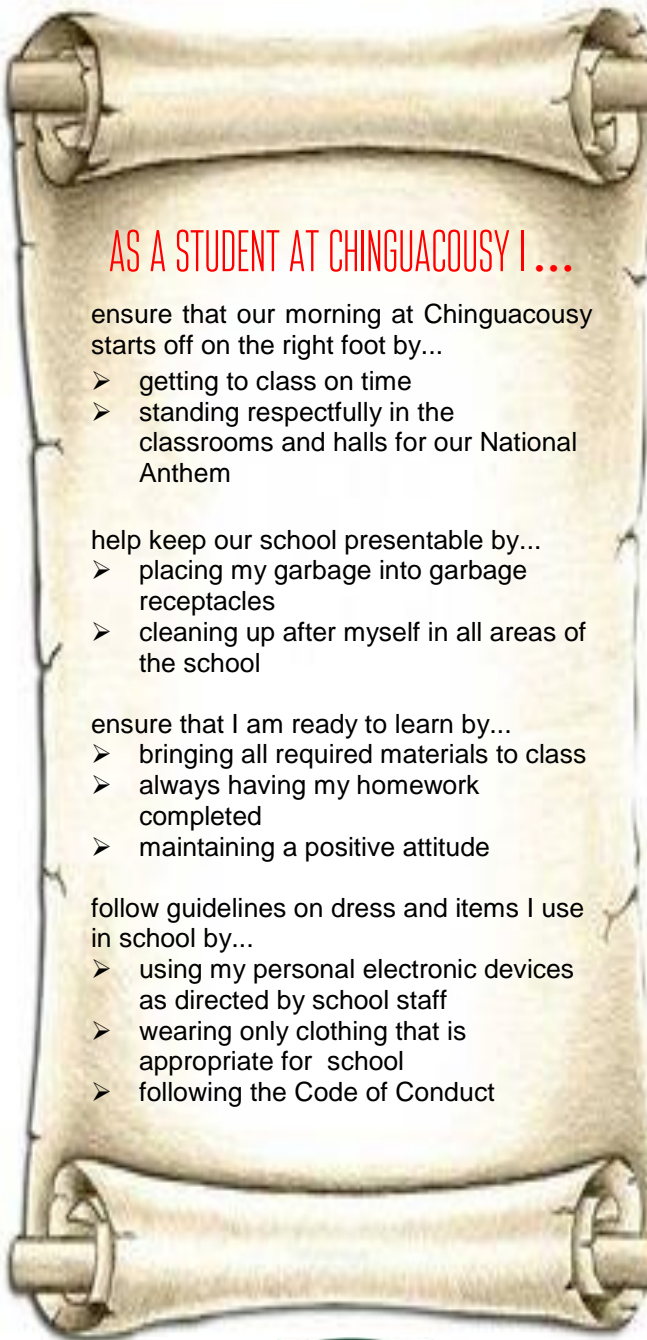 AS A STUDENT AT CHINGUACOUSY I ...
ensure that our morning at Chinguacousy
starts off on the right foot by...
➢ getting to class on time
➢ standing respectfully in the
classrooms and halls for our National
Anthem
help keep our school presentable by...
➢ placing my garbage into garbage
receptacles
➢ cleaning up after myself in all areas of
the school
ensure that I am ready to learn by...
➢ bringing all required materials to class
➢ always having my homework
completed
➢ maintaining a positive attitude
follow guidelines on dress and items I use
in school by...
➢ using my personal electronic devices
as directed by school staff
➢ wearing only clothing that is
appropriate for school
➢ following the Code of Conduct